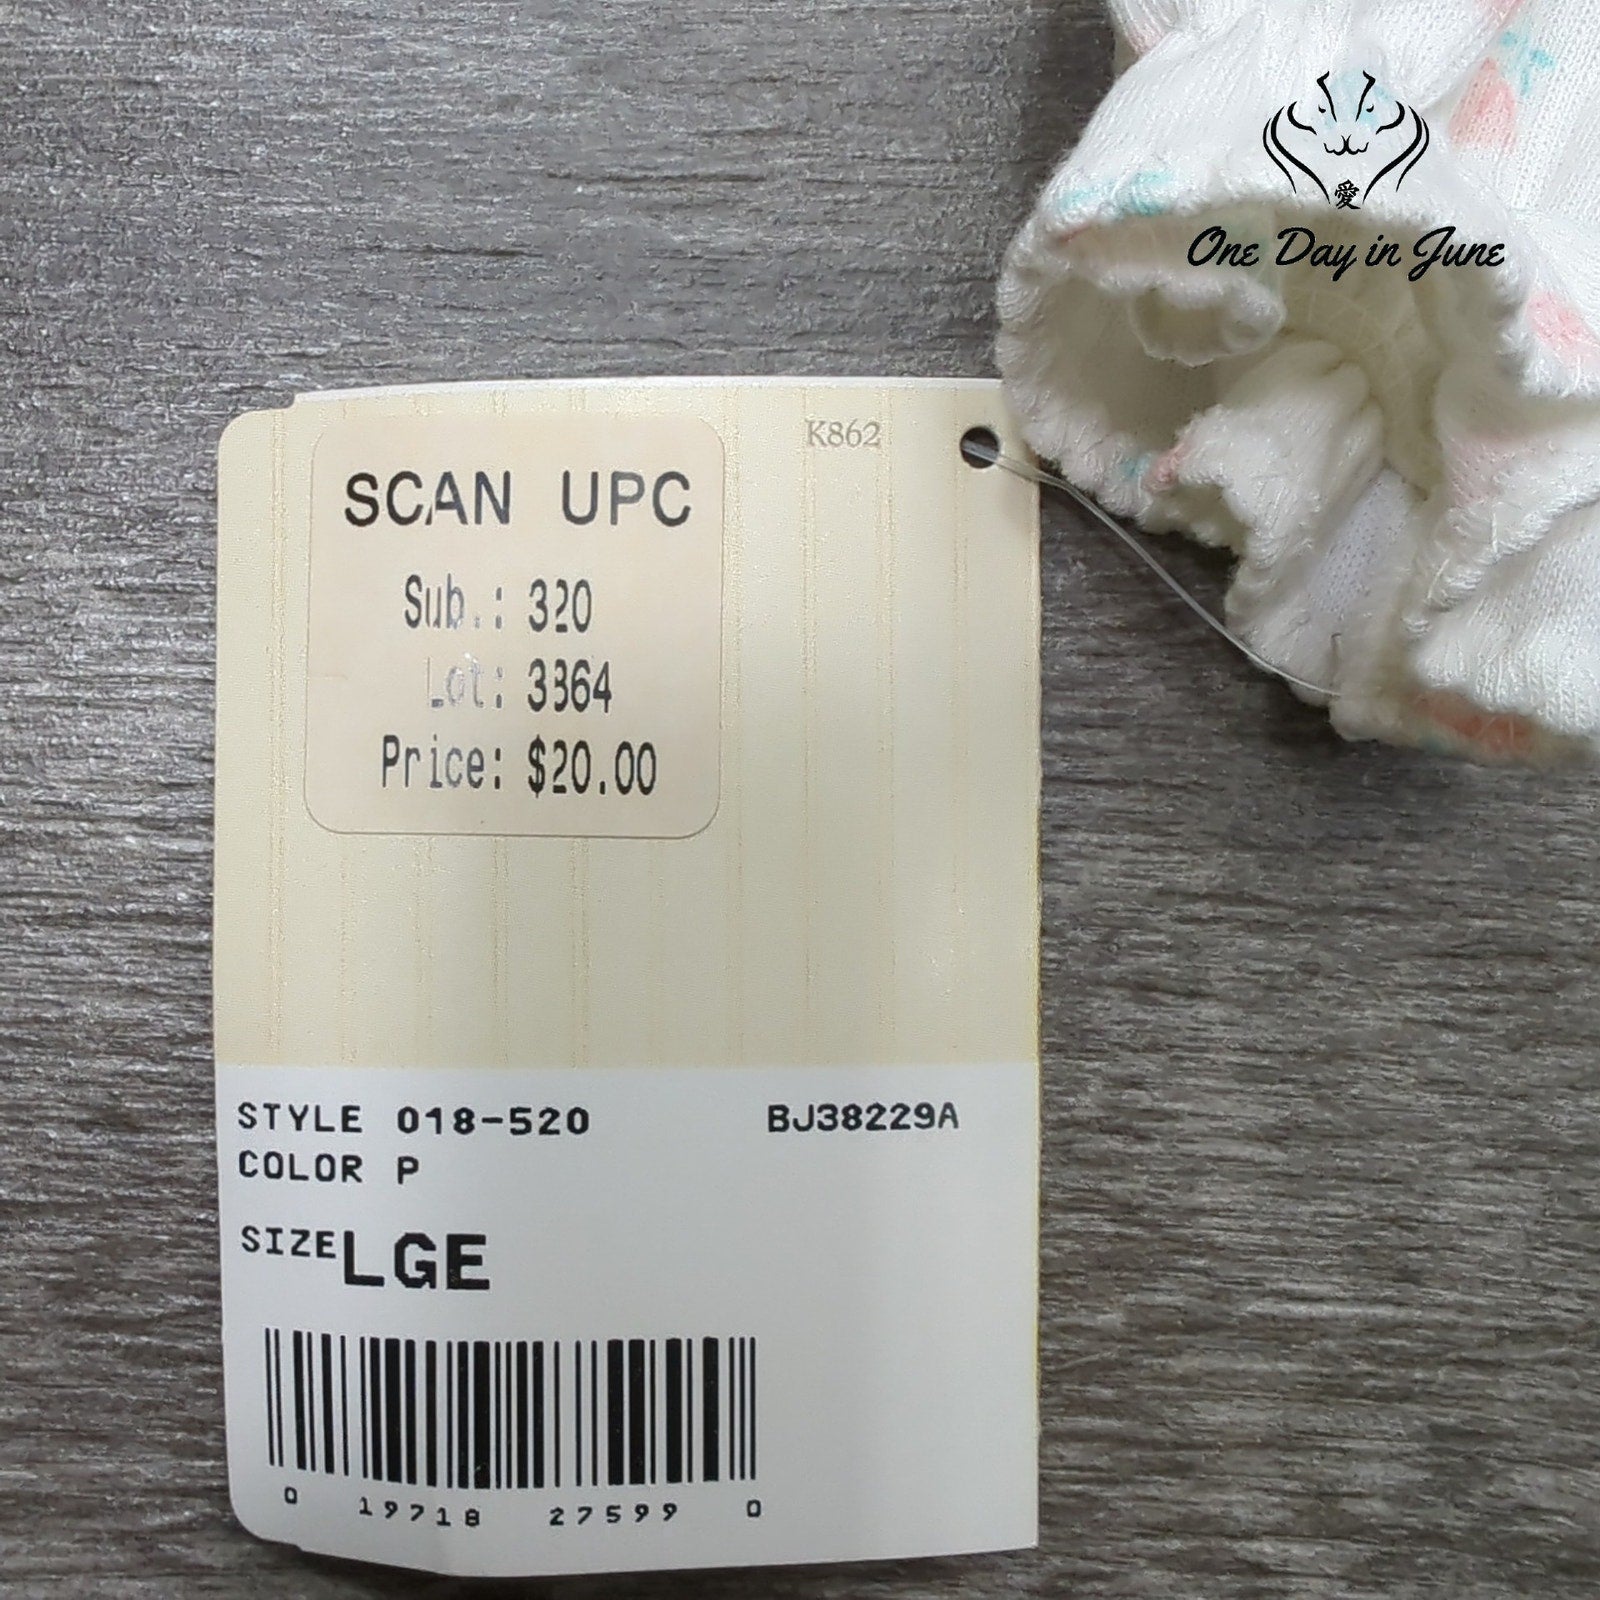 愛
One Day in June
K862
SCAN UPC
Sub.: 320
Lot: 3364
Price: $20.00
STYLE 018-520 BJ38229A
COLOR P
SIZE LGE
0 19718 27599 0